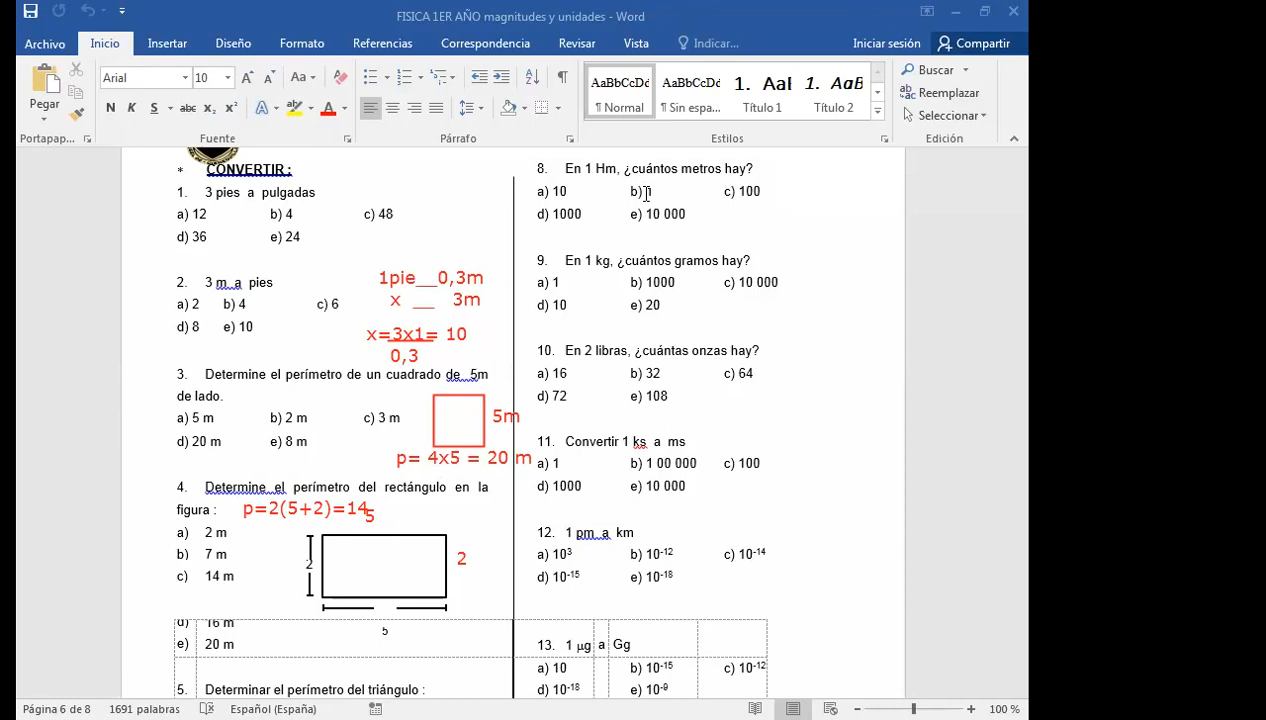 FISICA 1ER AÑO magnitudes y unidades - Word
Archivo Inicio Insertar Diseño Formato Referencias Correspondencia Revisar Vista Indicar... Iniciar sesión Compartir
Pegar
Arial 10
Aa
N K S abc x₂ x² A A
AaBbCcDd AaBbCcDd 1. Aal 1. AaB
¶ Normal ¶ Sin espa... Título 1 Título 2
Buscar
Reemplazar
Seleccionar
Portapap... Fuente Párrafo Estilos Edición
* CONVERTIR :
1. 3 pies a pulgadas
a) 12 b) 4 c) 48
d) 36 e) 24
2. 3 m a pies
a) 2 b) 4 c) 6
d) 8 e) 10
1pie__0,3m
x __ 3m
x=3x1= 10
0,3
3. Determine el perímetro de un cuadrado de 5m
de lado.
a) 5 m b) 2 m c) 3 m
d) 20 m e) 8 m
5m
p= 4x5 = 20 m
4. Determine el perímetro del rectángulo en la
figura :
p=2(5+2)=14
5
a) 2 m
b) 7 m
c) 14 m
2
2
d) 16 m
5
e) 20 m
5. Determinar el perímetro del triángulo :
8. En 1 Hm, ¿cuántos metros hay?
a) 10 b) 1 c) 100
d) 1000 e) 10 000
9. En 1 kg, ¿cuántos gramos hay?
a) 1 b) 1000 c) 10 000
d) 10 e) 20
10. En 2 libras, ¿cuántas onzas hay?
a) 16 b) 32 c) 64
d) 72 e) 108
11. Convertir 1 ks a ms
a) 1 b) 1 00 000 c) 100
d) 1000 e) 10 000
12. 1 pm a km
a) 10³ b) 10⁻¹² c) 10⁻¹⁴
d) 10⁻¹⁵ e) 10⁻¹⁸
13. 1 µg a Gg
a) 10 b) 10⁻¹⁵ c) 10⁻¹²
d) 10⁻¹⁸ e) 10⁻⁹
Página 6 de 8 1691 palabras Español (España) 100 %